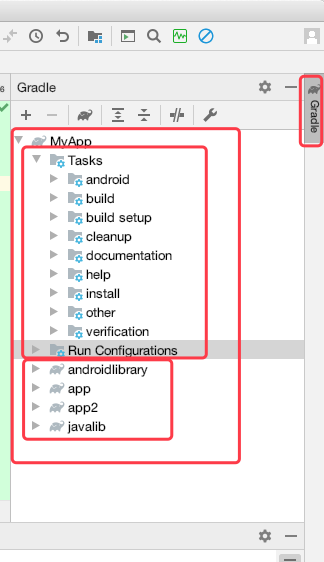 6
Gradle
Gradle
MyApp
Tasks
android
build
build setup
cleanup
documentation
help
install
other
verification
Run Configurations
androidlibrary
app
app2
javalib